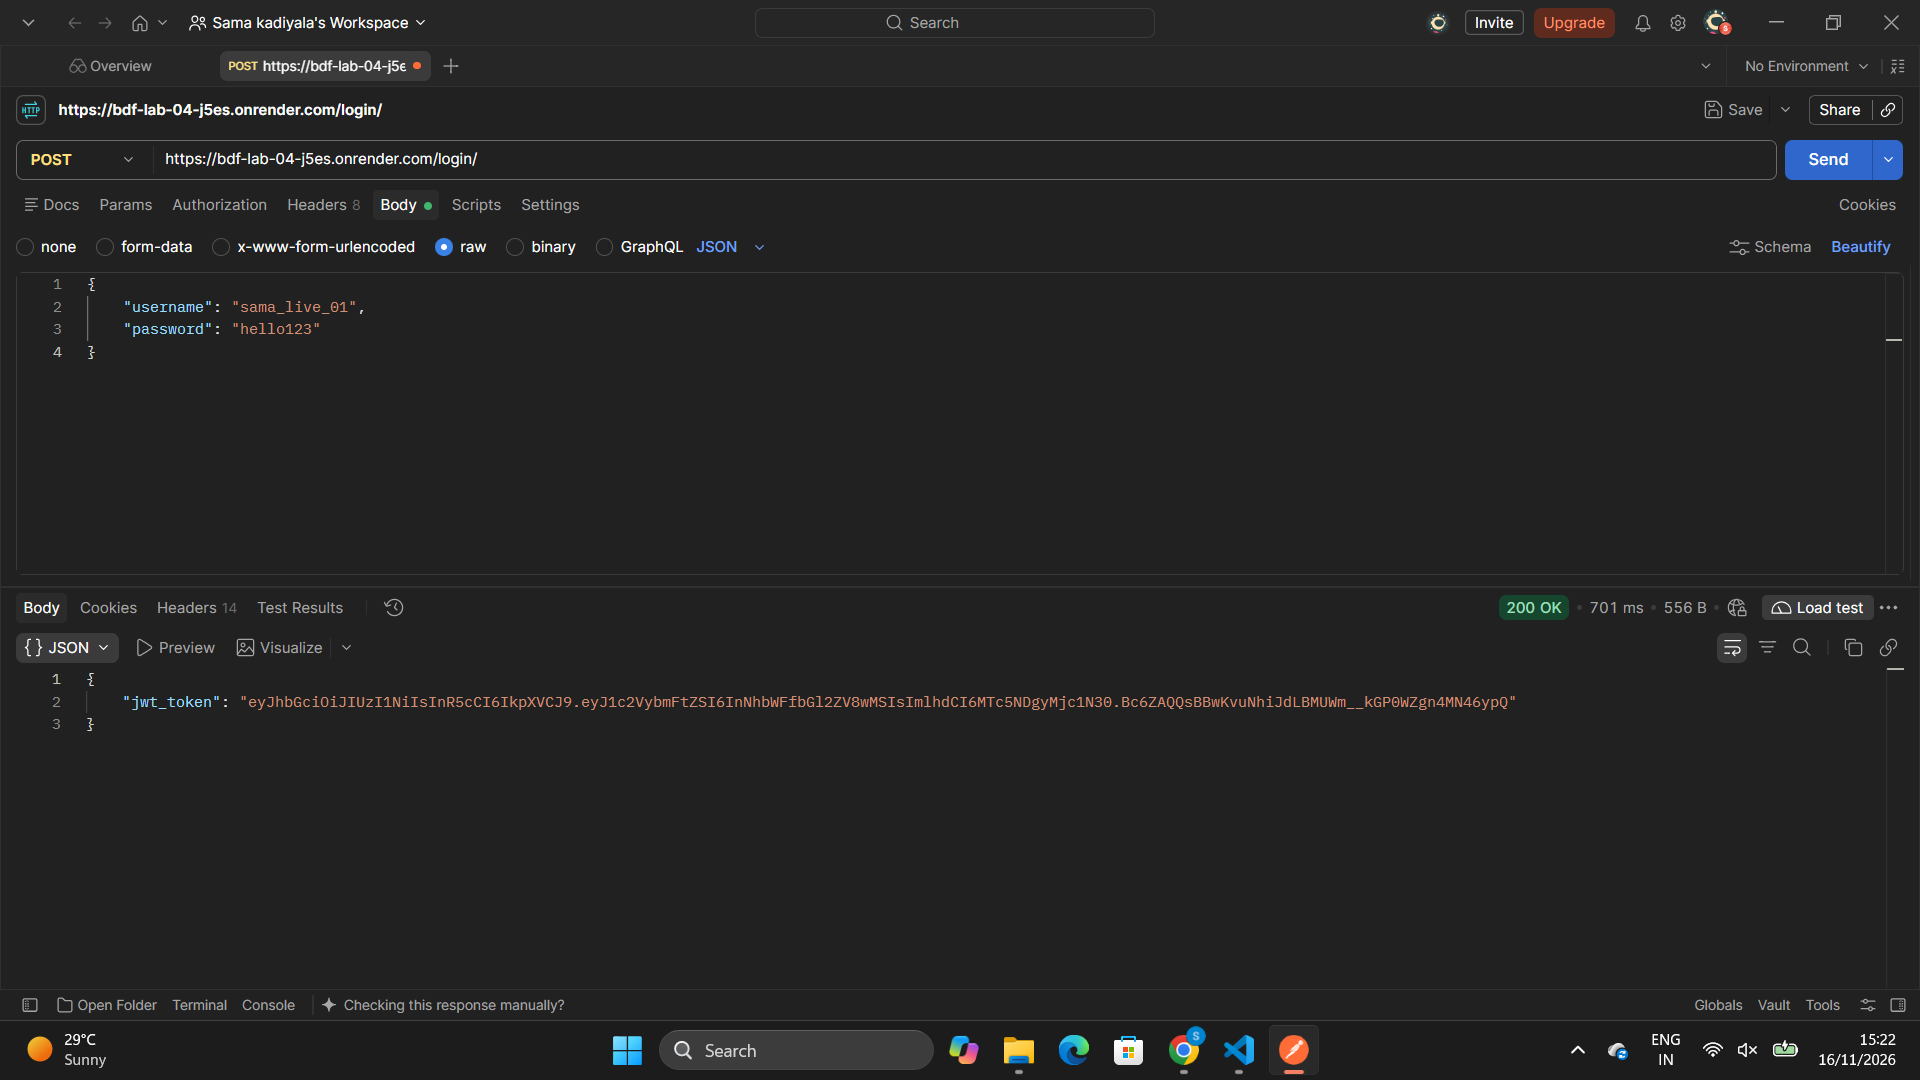 Sama kadiyala's Workspace
Search
Invite
Upgrade
5
Overview
POST https://bdf-lab-04-j5e
No Environment
HTTP
https://bdf-lab-04-j5es.onrender.com/login/
Save
Share
POST
https://bdf-lab-04-j5es.onrender.com/login/
Send
Docs Params Authorization Headers 8 Body Scripts Settings
Cookies
none form-data x-www-form-urlencoded raw binary GraphQL JSON
Schema Beautify
1 {
2 "username": "sama_live_01",
3 "password": "hello123"
4 }
Body Cookies Headers 14 Test Results
200 OK • 701 ms • 556 B
Load test
{} JSON Preview Visualize
1 {
2 "jwt_token": "eyJhbGciOiJIUzI1NiIsInR5cCI6IkpXVCJ9.eyJ1c2VybmFtZSI6InNhbWFfbGl2ZV8wMSIsImlhdCI6MTc5NDgyMjc1N30.Bc6ZAQQsBBwKvuNhiJdLBMUWm__kGP0WZgn4MN46ypQ"
3 }
Open Folder Terminal Console Checking this response manually?
Globals Vault Tools
29°C
Sunny
Search
S
ENG
IN
15:22
16/11/2026